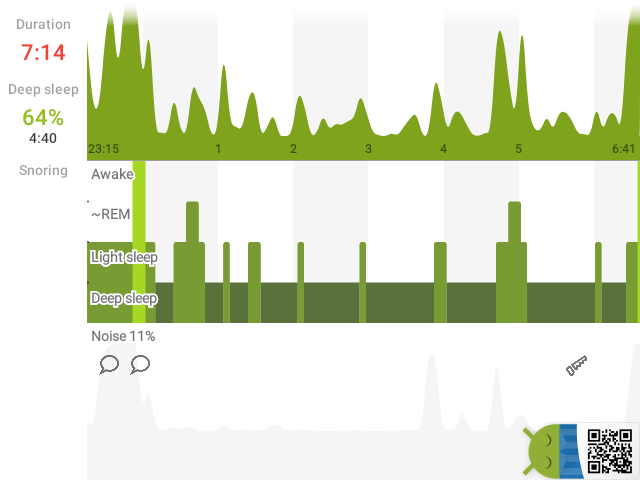 Duration
7:14
Deep sleep
64%
4:40
Snoring
23:15 1 2 3 4 5 6:41
Awake
~REM
Light sleep
Deep sleep
Noise 11%